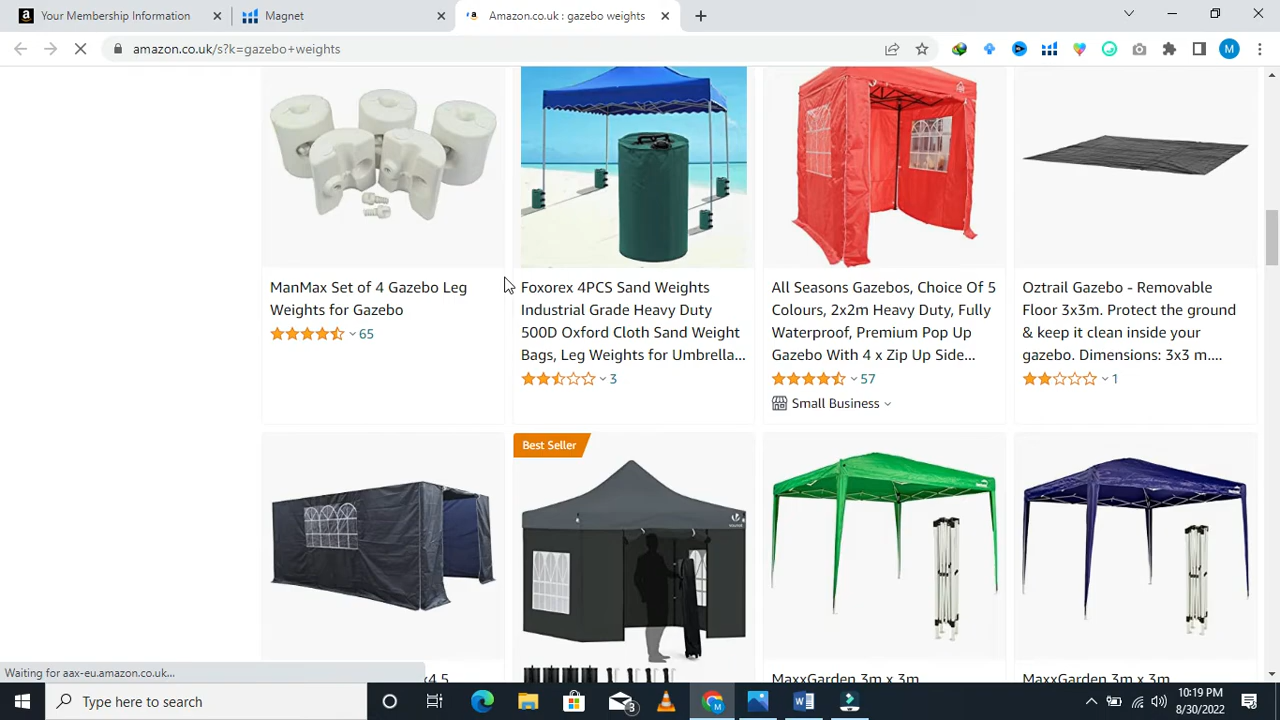 Your Membership Information
Magnet
Amazon.co.uk : gazebo weights
amazon.co.uk/s?k=gazebo+weights
M
ManMax Set of 4 Gazebo Leg
Weights for Gazebo
65
Foxorex 4PCS Sand Weights
Industrial Grade Heavy Duty
500D Oxford Cloth Sand Weight
Bags, Leg Weights for Umbrella...
3
All Seasons Gazebos, Choice Of 5
Colours, 2x2m Heavy Duty, Fully
Waterproof, Premium Pop Up
Gazebo With 4 x Zip Up Side...
57
Small Business
Oztrail Gazebo - Removable
Floor 3x3m. Protect the ground
& keep it clean inside your
gazebo. Dimensions: 3x3 m....
1
Best Seller
x4.5
MaxxGarden 3m x 3m
MaxxGarden 3m x 3m
Waiting for aax-eu.amazon.co.uk...
Type here to search
3
10:19 PM
8/30/2022